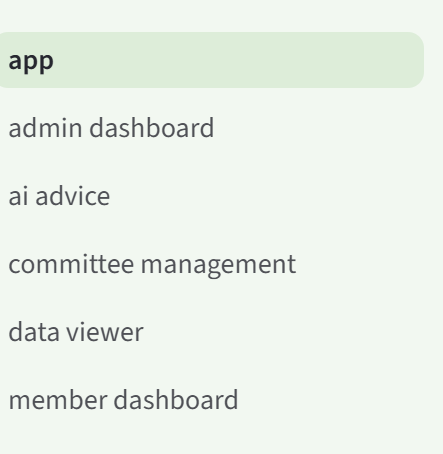 app
admin dashboard
ai advice
committee management
data viewer
member dashboard